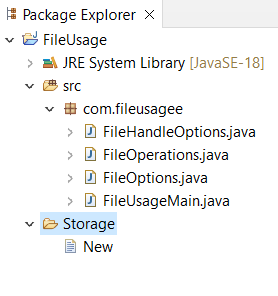 Package Explorer
FileUsage
JRE System Library [JavaSE-18]
src
com.fileusagee
FileHandleOptions.java
FileOperations.java
FileOptions.java
FileUsageMain.java
Storage
New